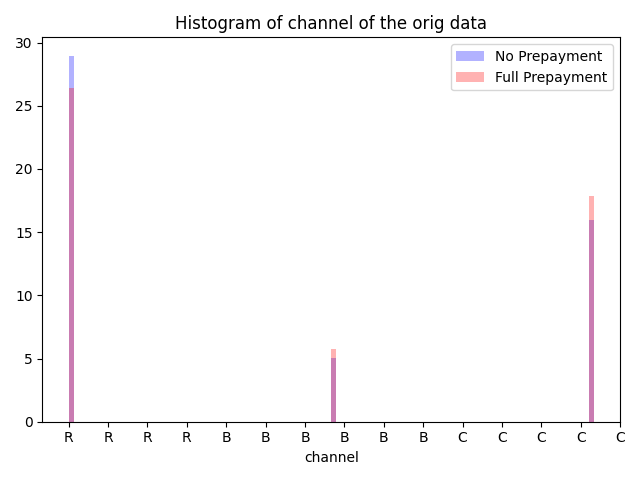 Histogram of channel of the orig data
No Prepayment
Full Prepayment
30
25
20
15
10
5
0
R R R R B B B B B B C C C C C
channel